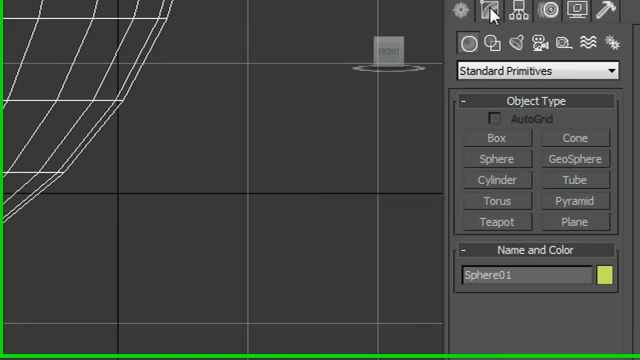 FRONT
Standard Primitives
- Object Type
AutoGrid
Box Cone
Sphere GeoSphere
Cylinder Tube
Torus Pyramid
Teapot Plane
- Name and Color
Sphere01